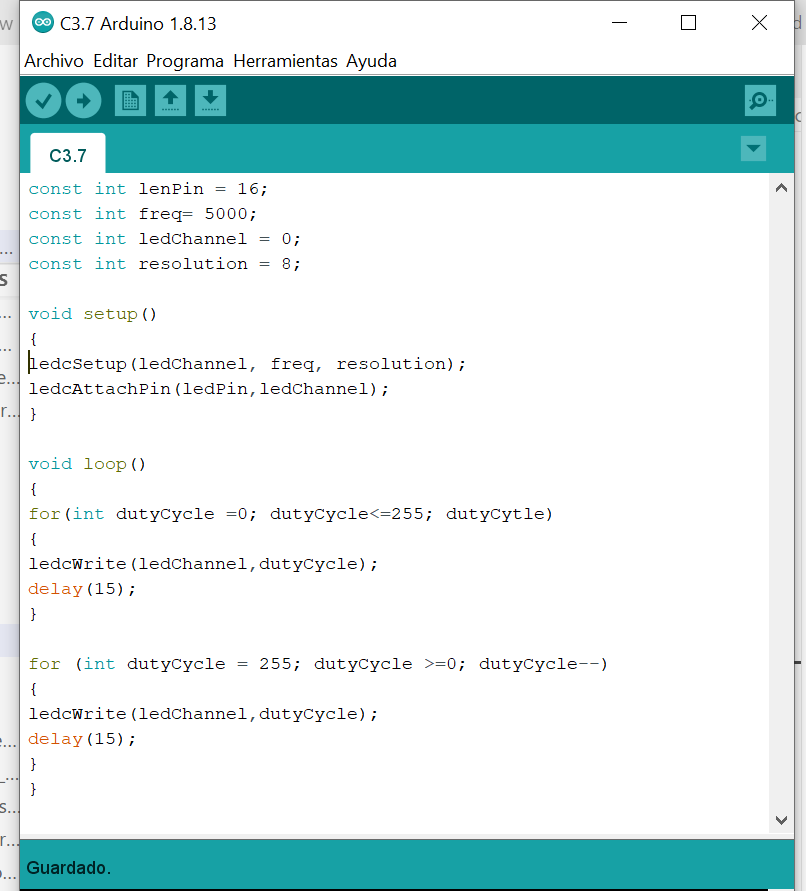 C3.7 Arduino 1.8.13
Archivo Editar Programa Herramientas Ayuda
C3.7
const int lenPin = 16;
const int freq= 5000;
const int ledChannel = 0;
const int resolution = 8;
void setup()
{
ledcSetup(ledChannel, freq, resolution);
ledcAttachPin(ledPin,ledChannel);
}
void loop()
{
for(int dutyCycle =0; dutyCycle<=255; dutyCytle)
{
ledcWrite(ledChannel,dutyCycle);
delay(15);
}
for (int dutyCycle = 255; dutyCycle >=0; dutyCycle--)
{
ledcWrite(ledChannel,dutyCycle);
delay(15);
}
}
Guardado.